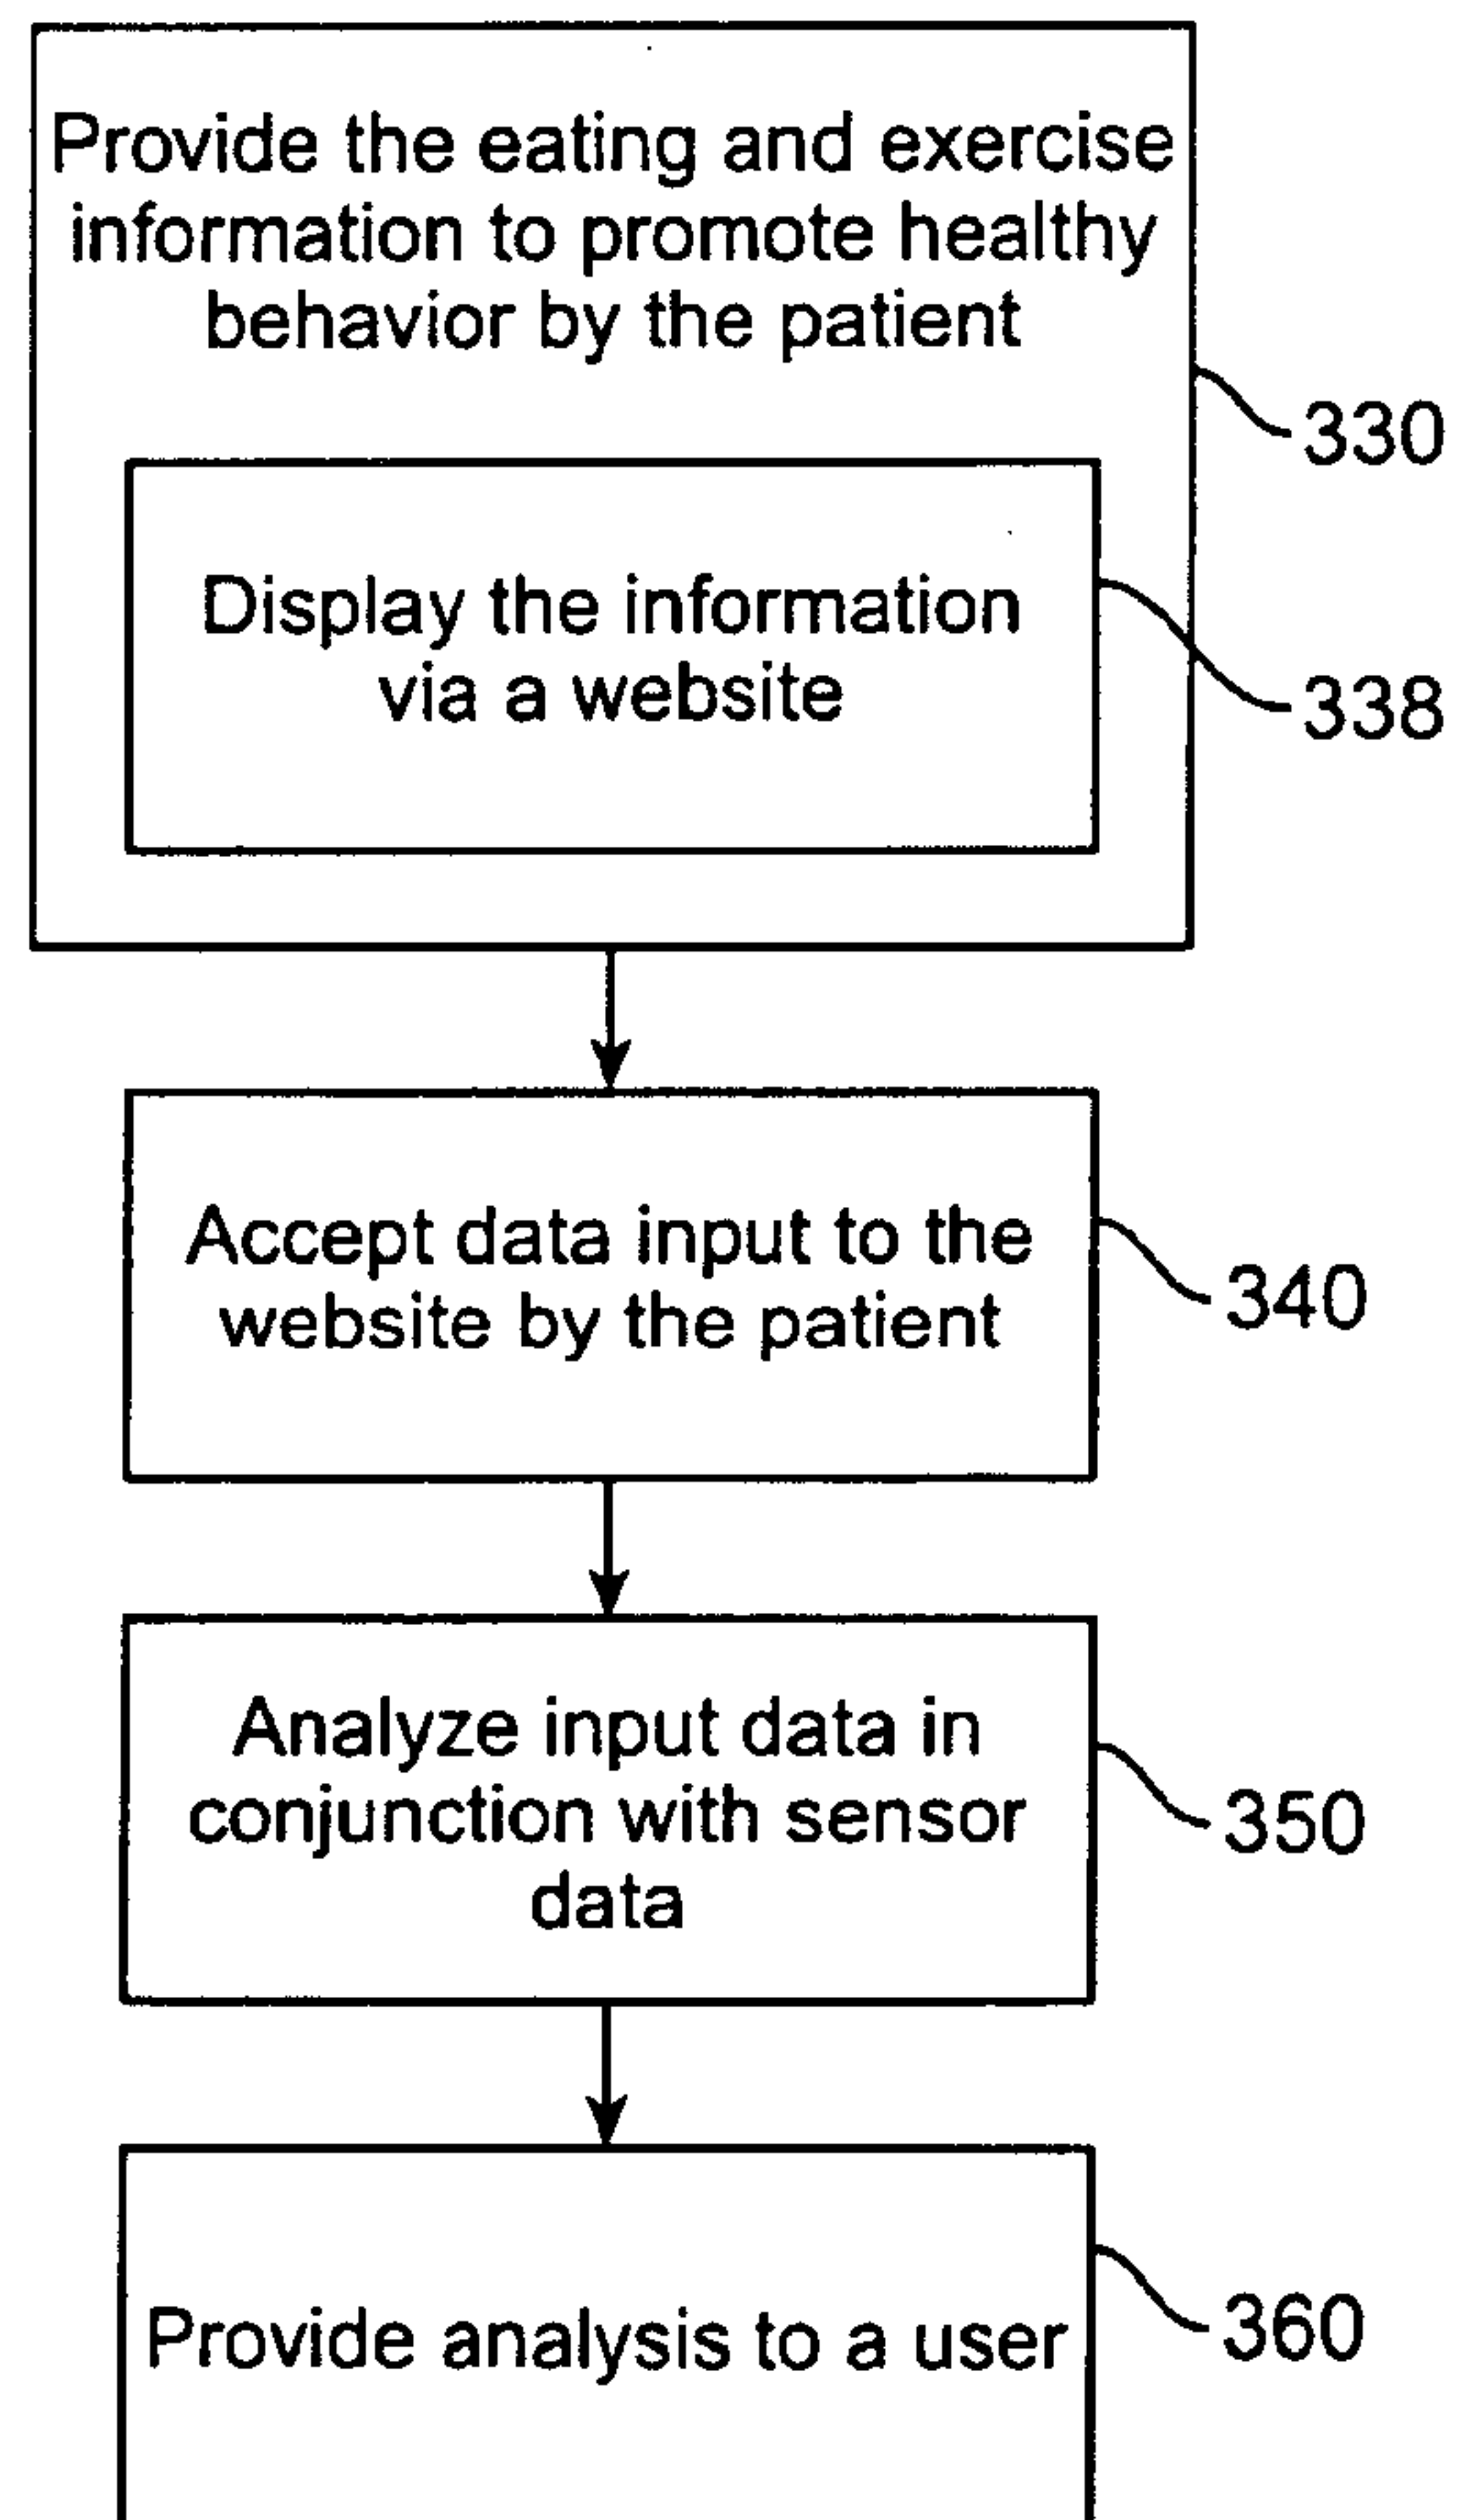 Provide the eating and exercise
information to promote healthy
behavior by the patient
330
Display the information
via a website
338
Accept data input to the
website by the patient
340
Analyze input data in
conjunction with sensor
data
350
Provide analysis to a user
360